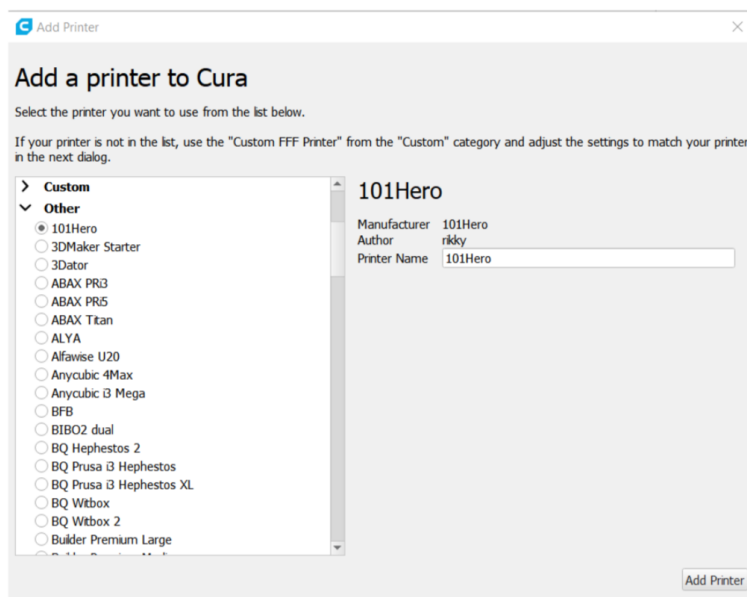 Add Printer
Add a printer to Cura
Select the printer you want to use from the list below.
If your printer is not in the list, use the "Custom FFF Printer" from the "Custom" category and adjust the settings to match your printer
in the next dialog.
Custom
Other
101Hero
3DMaker Starter
3Dator
ABAX PRi3
ABAX PRi5
ABAX Titan
ALYA
Alfawise U20
Anycubic 4Max
Anycubic i3 Mega
BFB
BIBO2 dual
BQ Hephestos 2
BQ Prusa i3 Hephestos
BQ Prusa i3 Hephestos XL
BQ Witbox
BQ Witbox 2
Builder Premium Large
101Hero
Manufacturer 101Hero
Author rikky
Printer Name 101Hero
Add Printer